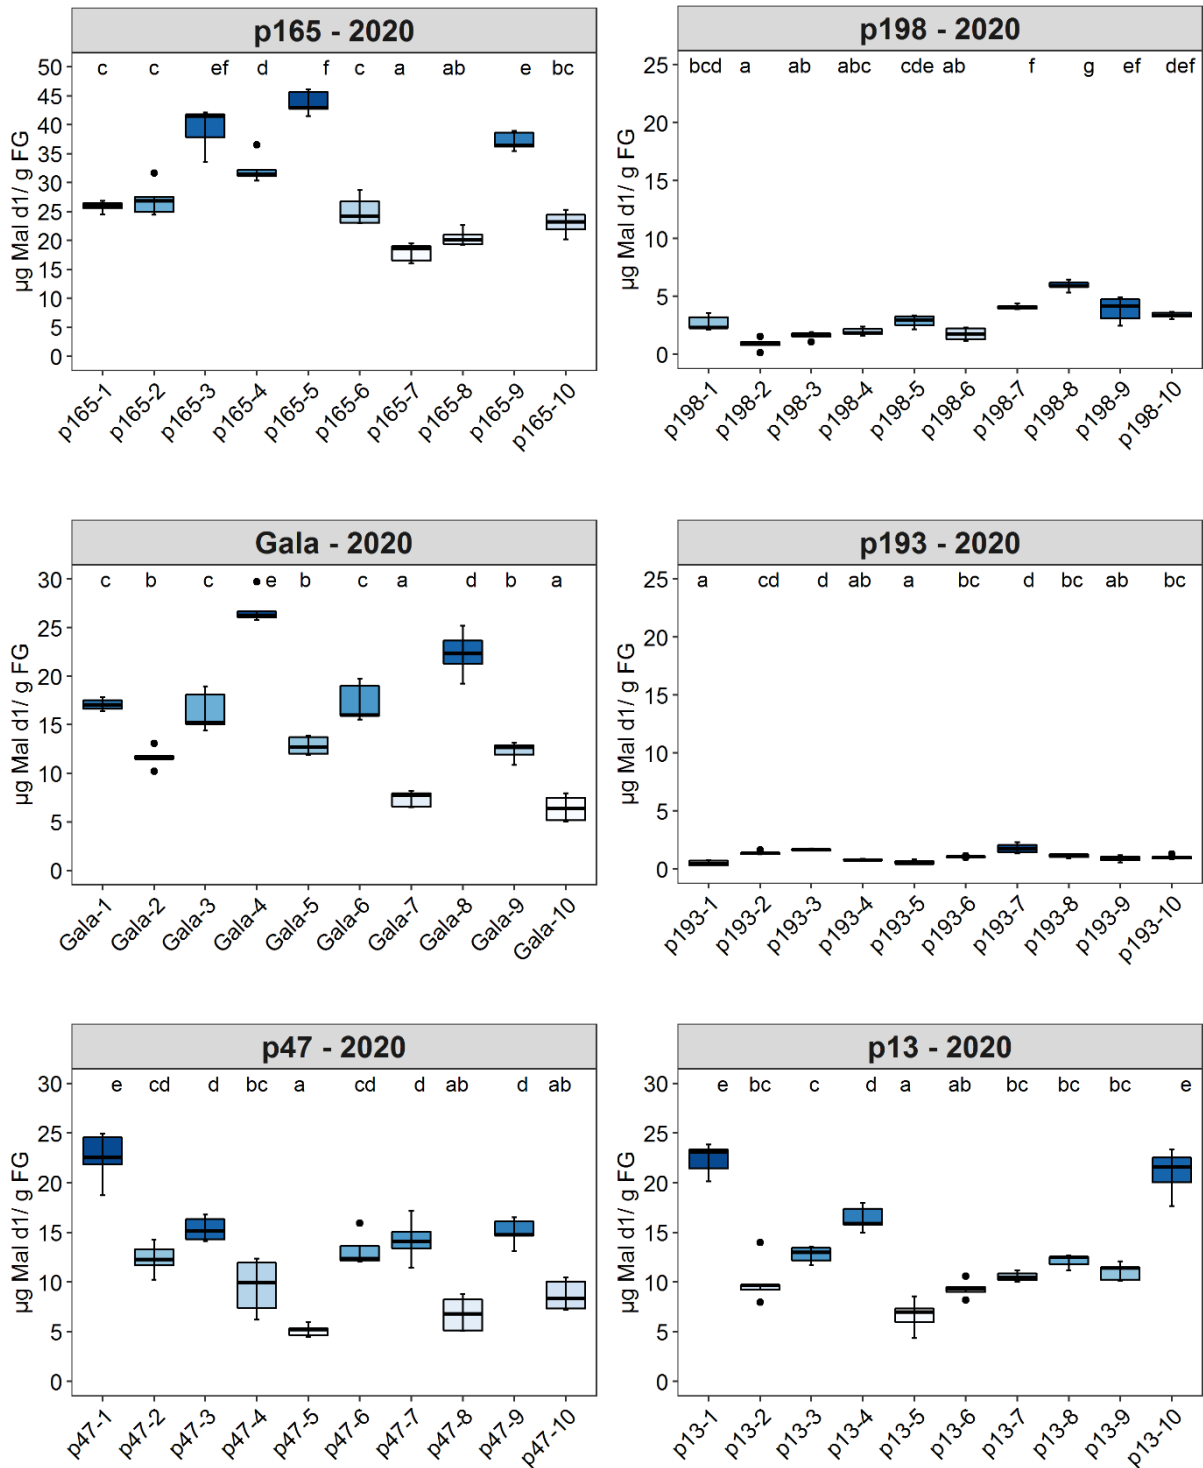 p165 - 2020
c c ef d f c a ab e bc
50
45
40
35
30
25
20
15
10
5
0
µg Mal d1/ g FG
p165-1 p165-2 p165-3 p165-4 p165-5 p165-6 p165-7 p165-8 p165-9 p165-10
p198 - 2020
bcd a ab abc cde ab f g ef def
25
20
15
10
5
0
µg Mal d1/ g FG
p198-1 p198-2 p198-3 p198-4 p198-5 p198-6 p198-7 p198-8 p198-9 p198-10
Gala - 2020
c b c e b c a d b a
30
25
20
15
10
5
0
µg Mal d1/ g FG
Gala-1 Gala-2 Gala-3 Gala-4 Gala-5 Gala-6 Gala-7 Gala-8 Gala-9 Gala-10
p193 - 2020
a cd d ab a bc d bc ab bc
25
20
15
10
5
0
µg Mal d1/ g FG
p193-1 p193-2 p193-3 p193-4 p193-5 p193-6 p193-7 p193-8 p193-9 p193-10
p47 - 2020
e cd d bc a cd d ab d ab
30
25
20
15
10
5
0
µg Mal d1/ g FG
p47-1 p47-2 p47-3 p47-4 p47-5 p47-6 p47-7 p47-8 p47-9 p47-10
p13 - 2020
e bc c d a ab bc bc bc e
30
25
20
15
10
5
0
µg Mal d1/ g FG
p13-1 p13-2 p13-3 p13-4 p13-5 p13-6 p13-7 p13-8 p13-9 p13-10